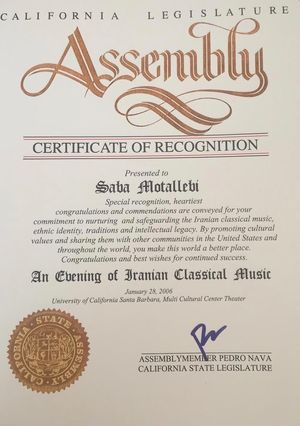 CALIFORNIA LEGISLATURE
Assembly
CERTIFICATE OF RECOGNITION
Presented to
Saba Motallebi
Special recognition, heartiest
congratulations and commendations are conveyed for your
commitment to nurturing and safeguarding the Iranian classical music,
ethnic identity, traditions and intellectual legacy. By promoting cultural
values and sharing them with other communities in the United States and
throughout the world, you make this world a better place.
Congratulations and best wishes for continued success.
An Evening of Iranian Classical Music
January 28, 2006
University of California Santa Barbara, Multi Cultural Center Theater
CALIFORNIA · STATE · ASSEMBLY
ASSEMBLYMEMBER PEDRO NAVA
CALIFORNIA STATE LEGISLATURE